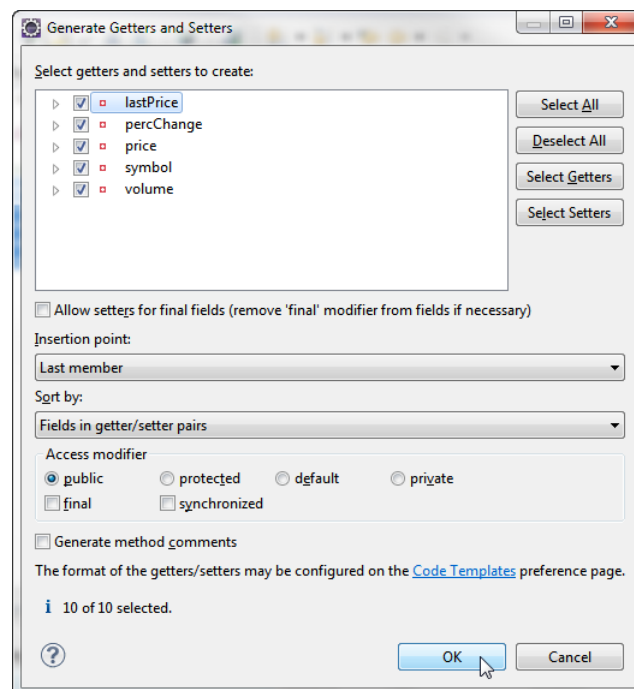 Generate Getters and Setters
Select getters and setters to create:
lastPrice
percChange
price
symbol
volume
Select All
Deselect All
Select Getters
Select Setters
Allow setters for final fields (remove 'final' modifier from fields if necessary)
Insertion point:
Last member
Sort by:
Fields in getter/setter pairs
Access modifier
public protected default private
final synchronized
Generate method comments
The format of the getters/setters may be configured on the Code Templates preference page.
i 10 of 10 selected.
? OK Cancel